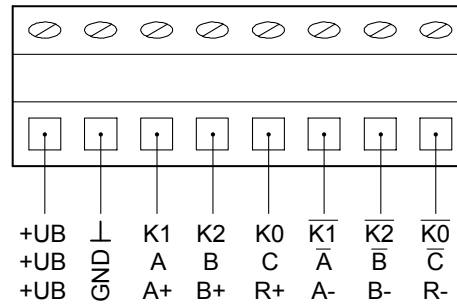 +UB ⊥ K1 K2 K0 K̅1̅ K̅2̅ K̅0̅
+UB GND A B C A̅ B̅ C̅
+UB A+ B+ R+ A- B- R-